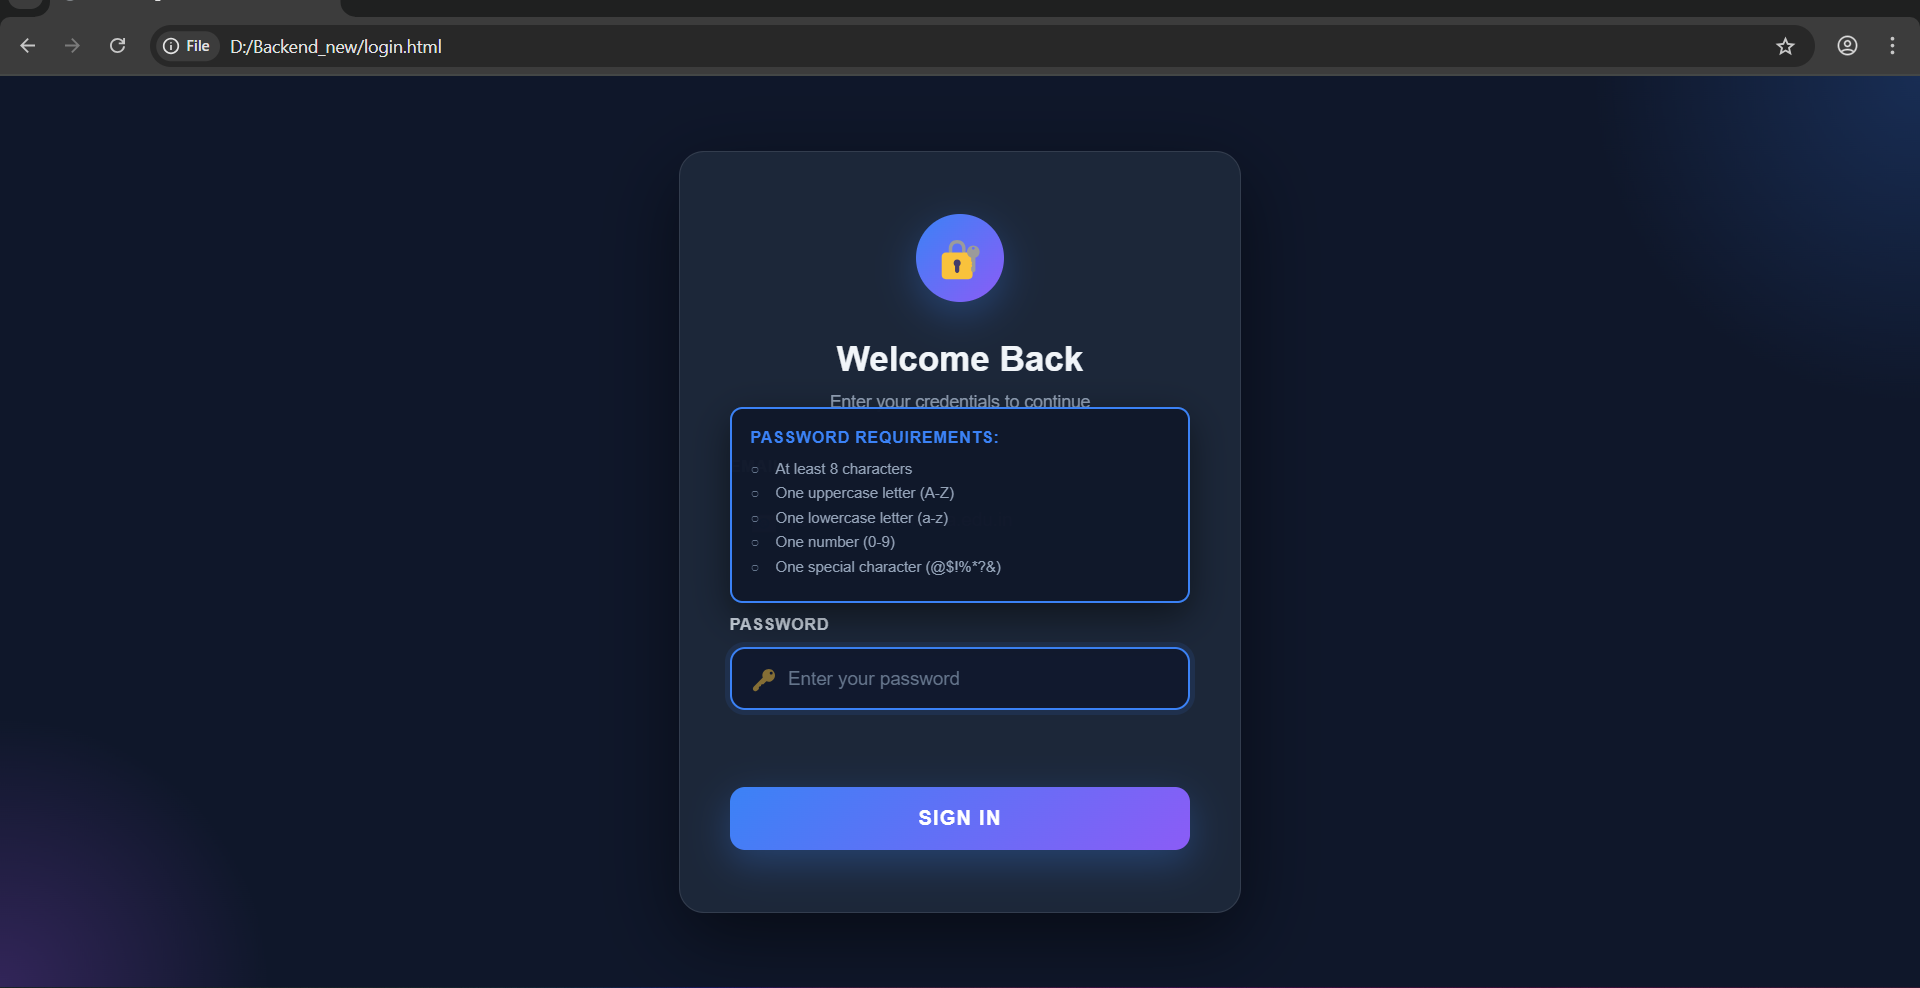 File D:/Backend_new/login.html
Welcome Back
Enter your credentials to continue
PASSWORD REQUIREMENTS:
○ At least 8 characters
○ One uppercase letter (A-Z)
○ One lowercase letter (a-z)
○ One number (0-9)
○ One special character (@$!%*?&)
PASSWORD
Enter your password
SIGN IN